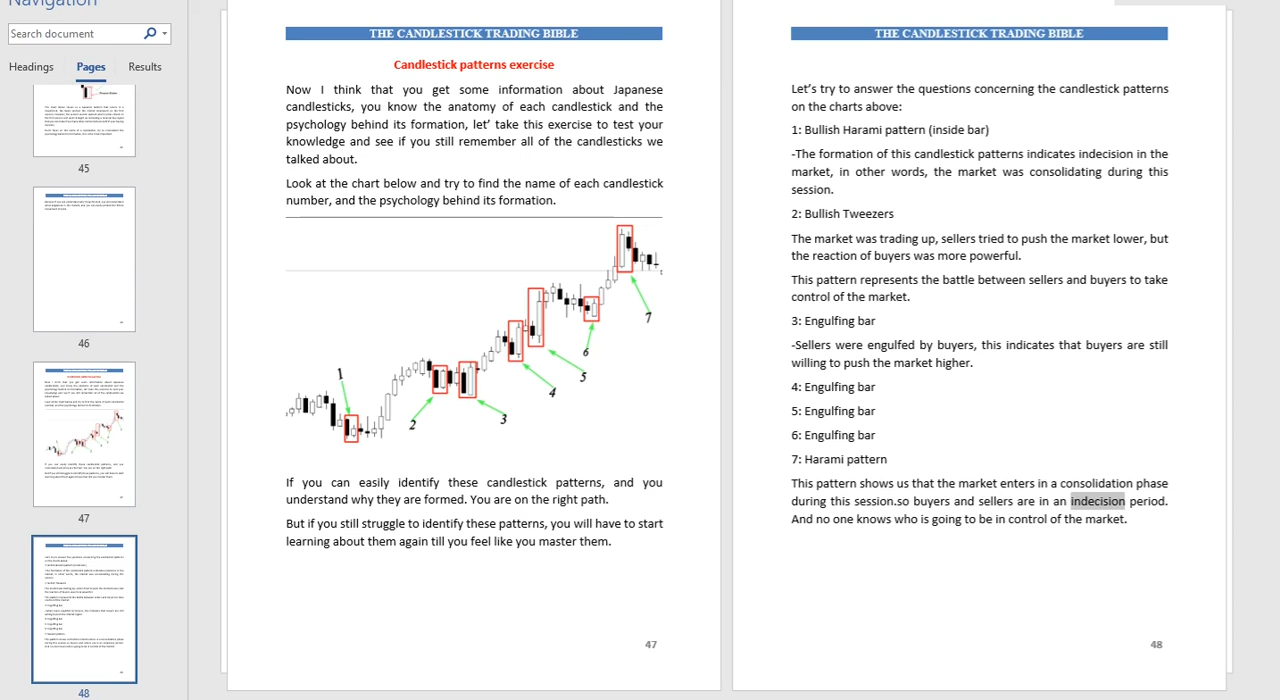 Navigation
Search document
Headings
Pages
Results
45
46
47
48
THE CANDLESTICK TRADING BIBLE
Candlestick patterns exercise
Now I think that you get some information about Japanese
candlesticks, you know the anatomy of each candlestick and the
psychology behind its formation, let' take this exercise to test your
knowledge and see if you still remember all of the candlesticks we
talked about.
Look at the chart below and try to find the name of each candlestick
number, and the psychology behind its formation.
1
2
3
4
5
6
7
If you can easily identify these candlestick patterns, and you
understand why they are formed. You are on the right path.
But if you still struggle to identify these patterns, you will have to start
learning about them again till you feel like you master them.
47
THE CANDLESTICK TRADING BIBLE
Let's try to answer the questions concerning the candlestick patterns
on the charts above:
1: Bullish Harami pattern (inside bar)
-The formation of this candlestick patterns indicates indecision in the
market, in other words, the market was consolidating during this
session.
2: Bullish Tweezers
The market was trading up, sellers tried to push the market lower, but
the reaction of buyers was more powerful.
This pattern represents the battle between sellers and buyers to take
control of the market.
3: Engulfing bar
-Sellers were engulfed by buyers, this indicates that buyers are still
willing to push the market higher.
4: Engulfing bar
5: Engulfing bar
6: Engulfing bar
7: Harami pattern
This pattern shows us that the market enters in a consolidation phase
during this session.so buyers and sellers are in an indecision period.
And no one knows who is going to be in control of the market.
48